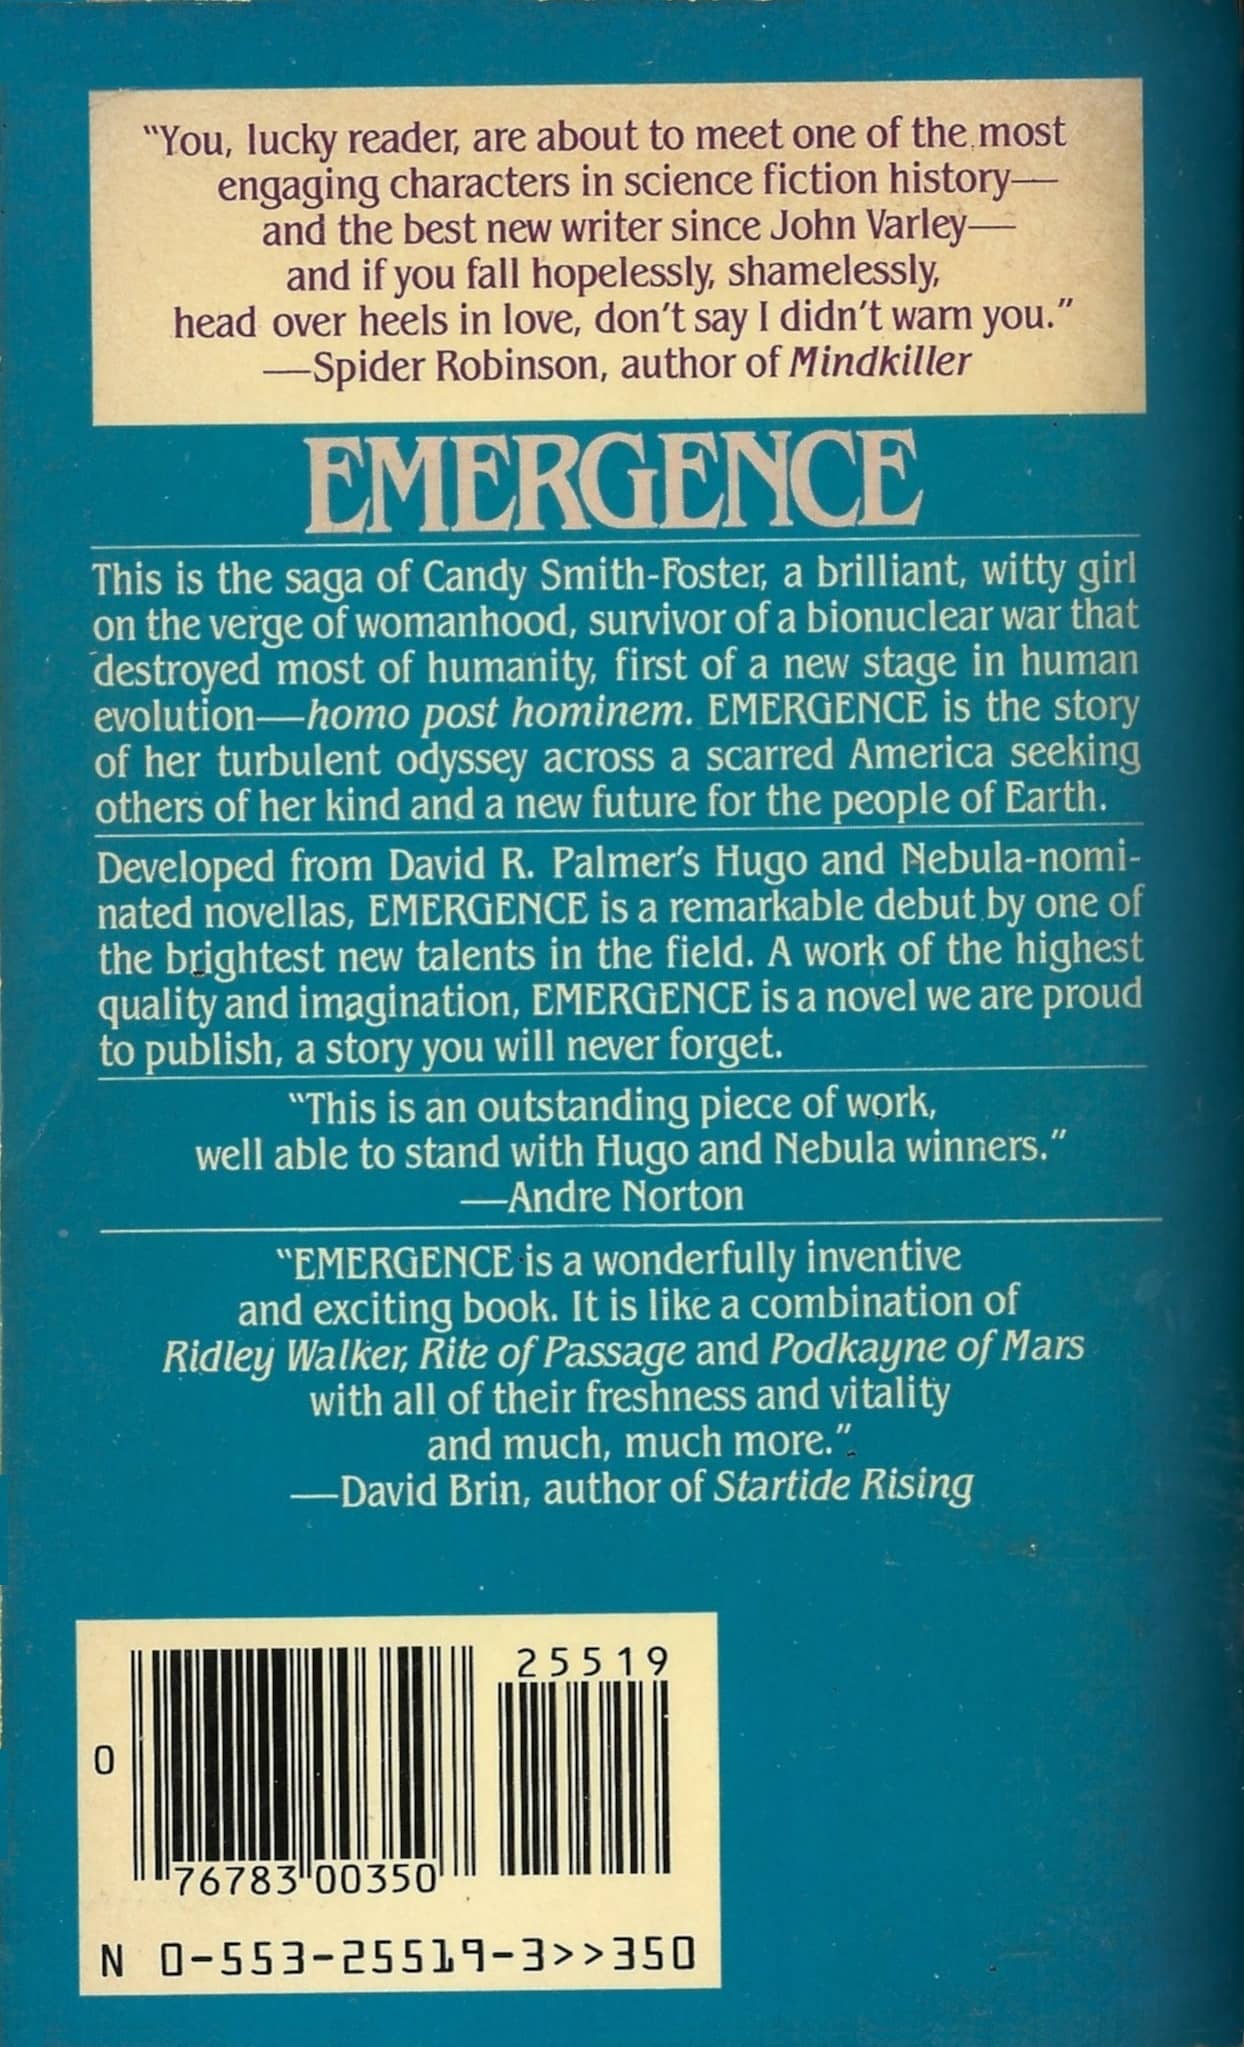 “You, lucky reader, are about to meet one of the most
engaging characters in science fiction history—
and the best new writer since John Varley—
and if you fall hopelessly, shamelessly,
head over heels in love, don’t say I didn’t warn you.”
—Spider Robinson, author of Mindkiller
EMERGENCE
This is the saga of Candy Smith-Foster, a brilliant, witty girl
on the verge of womanhood, survivor of a bionuclear war that
destroyed most of humanity, first of a new stage in human
evolution—homo post hominem. EMERGENCE is the story
of her turbulent odyssey across a scarred America seeking
others of her kind and a new future for the people of Earth.
Developed from David R. Palmer’s Hugo and Nebula-nomi-
nated novellas, EMERGENCE is a remarkable debut by one of
the brightest new talents in the field. A work of the highest
quality and imagination, EMERGENCE is a novel we are proud
to publish, a story you will never forget.
“This is an outstanding piece of work,
well able to stand with Hugo and Nebula winners.”
—Andre Norton
“EMERGENCE is a wonderfully inventive
and exciting book. It is like a combination of
Ridley Walker, Rite of Passage and Podkayne of Mars
with all of their freshness and vitality
and much, much more.”
—David Brin, author of Startide Rising
25519
0
76783 00350
N 0-553-25519-3>>350